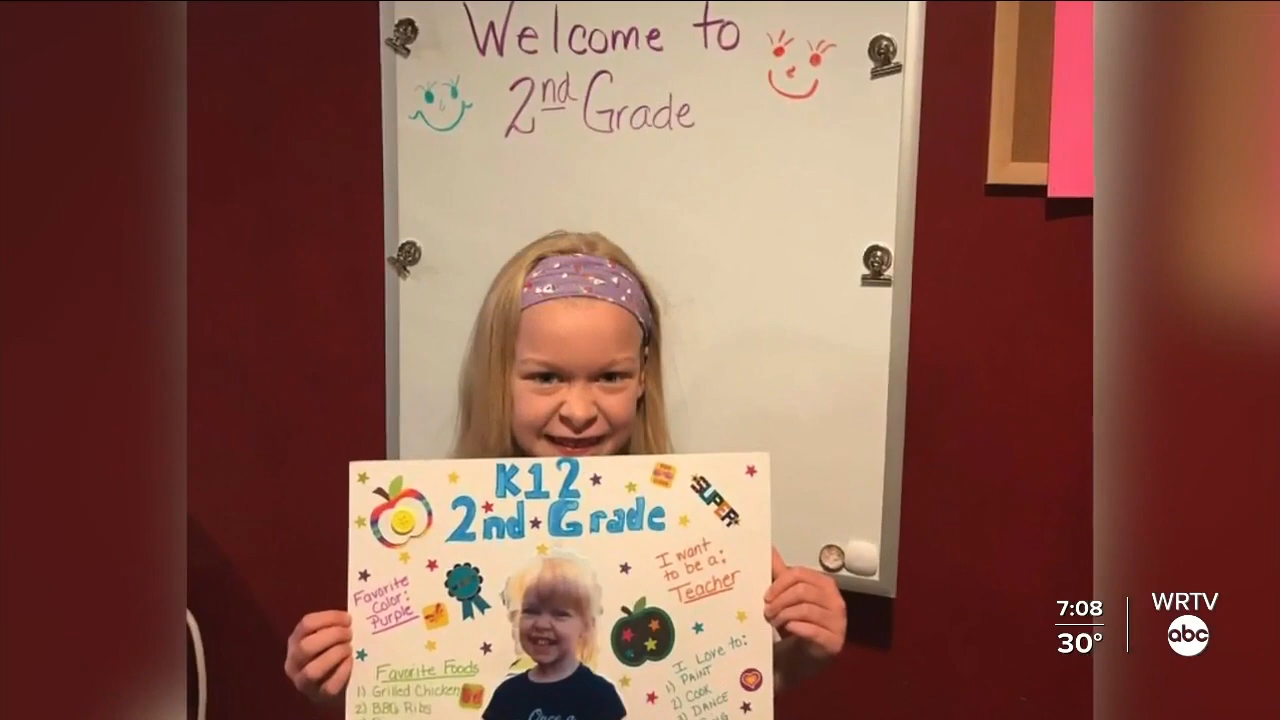 Welcome to
2nd Grade
K12
2nd Grade
SUPER
Favorite
Color:
Purple
I want
to be a:
Teacher
Favorite Foods
1) Grilled Chicken
2) BBQ Ribs
I Love to:
1) PAINT
2) COOK
3) DANCE
Once a
7:08
30°
WRTV
abc